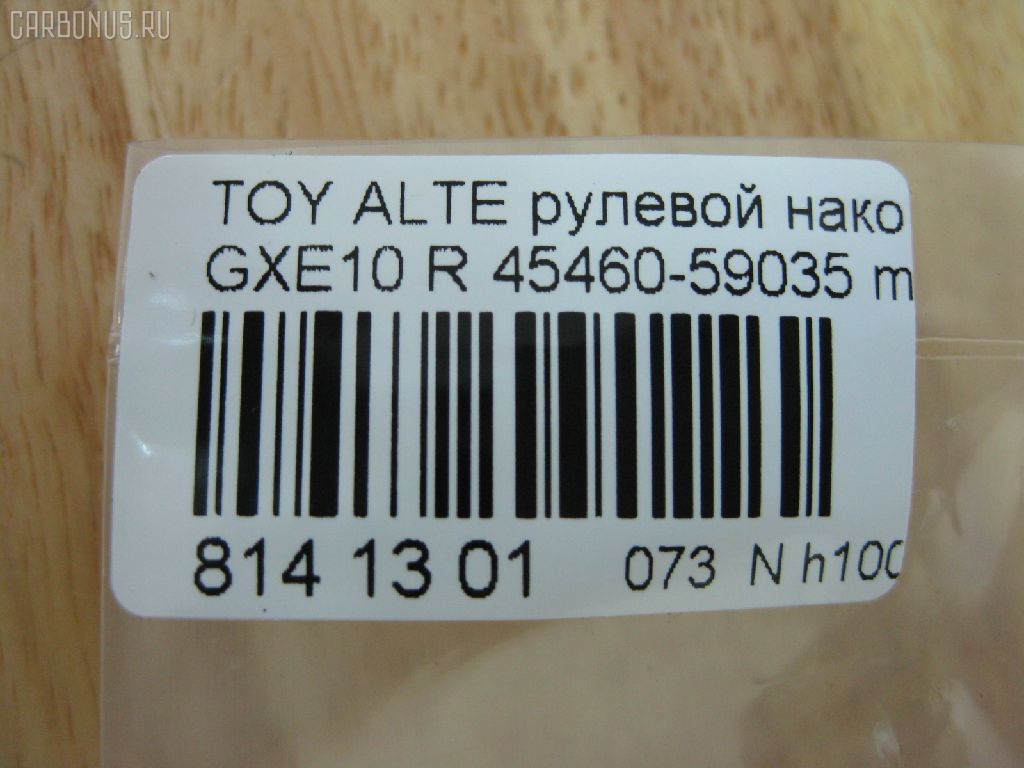 CARBONUS.RU
TOY ALTE рулевой нако
GXE10 R 45460-59035 m
814 13 01 073 N h100